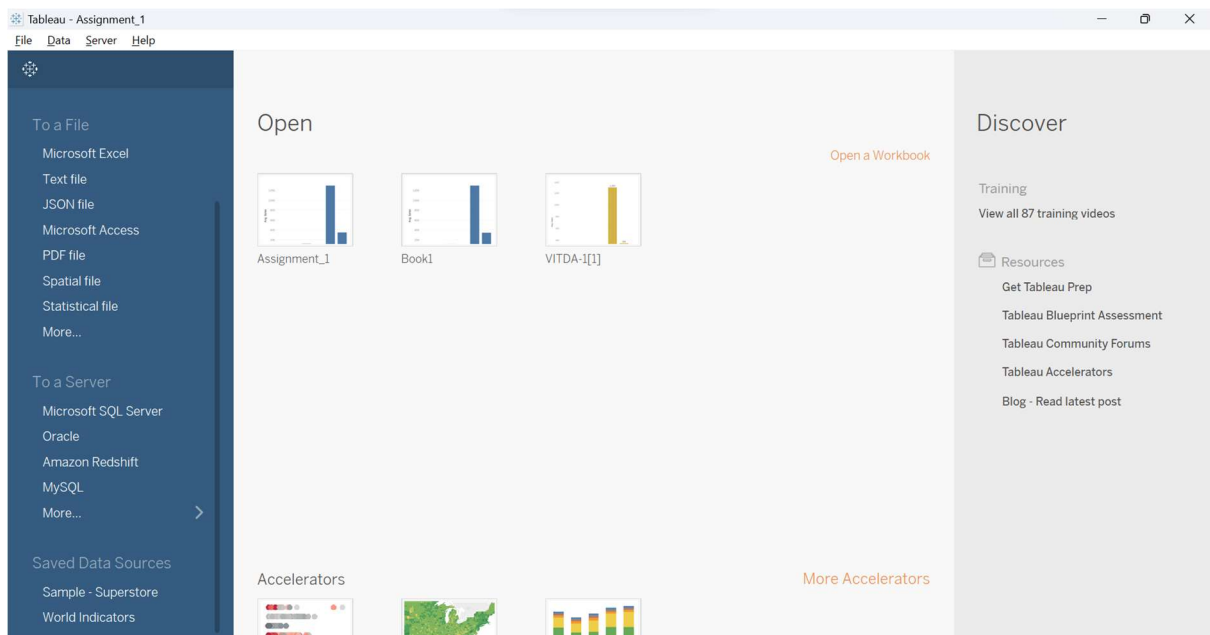 Tableau - Assignment_1
File Data Server Help
To a File
Microsoft Excel
Text file
JSON file
Microsoft Access
PDF file
Spatial file
Statistical file
More...
To a Server
Microsoft SQL Server
Oracle
Amazon Redshift
MySQL
More...
Saved Data Sources
Sample - Superstore
World Indicators
Open
Open a Workbook
Assignment_1 Book1 VITDA-1[1]
Accelerators More Accelerators
Discover
Training
View all 87 training videos
Resources
Get Tableau Prep
Tableau Blueprint Assessment
Tableau Community Forums
Tableau Accelerators
Blog - Read latest post